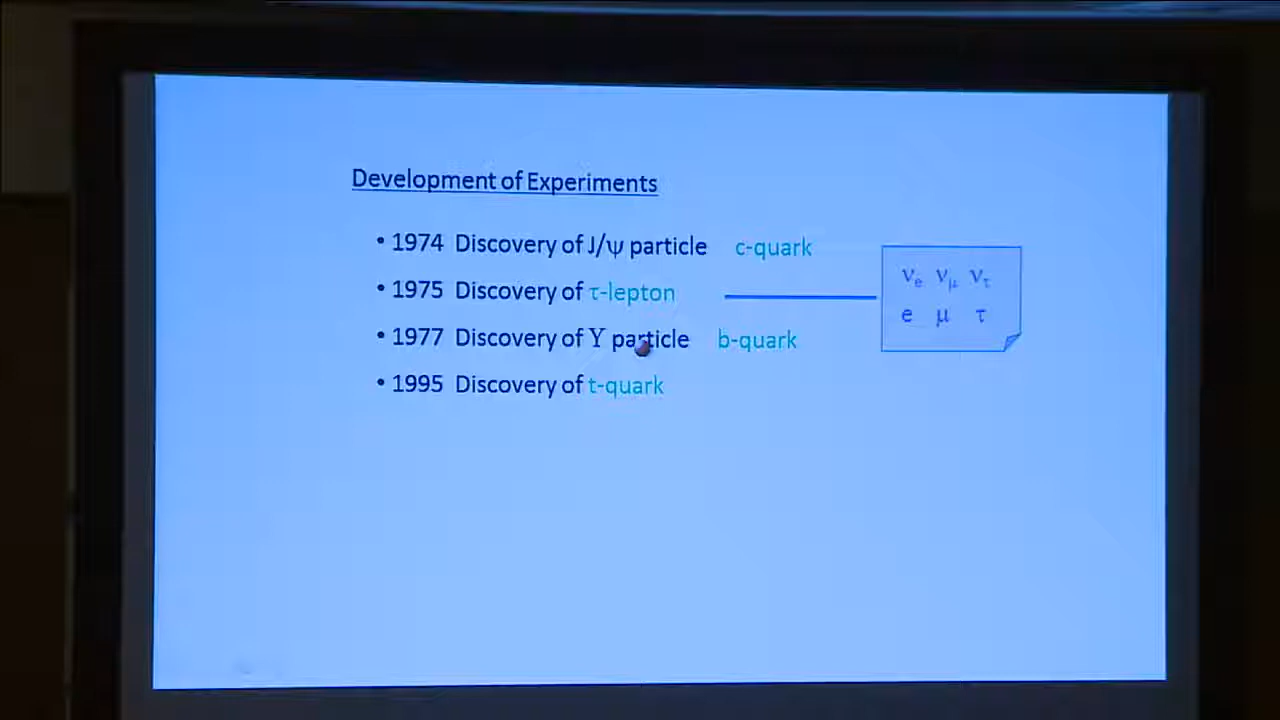 Development of Experiments
• 1974 Discovery of J/ψ particle c-quark
• 1975 Discovery of τ-lepton
• 1977 Discovery of Υ particle b-quark
• 1995 Discovery of t-quark
νe νμ ντ
e μ τ